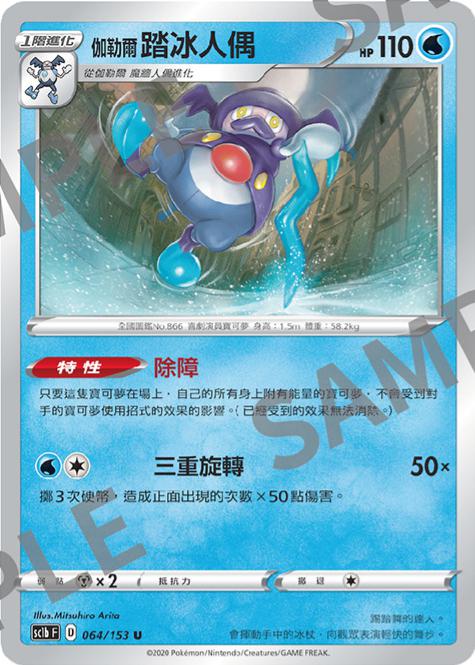 1階進化
伽勒爾 踏冰人偶
HP 110
從伽勒爾 魔牆人偶進化
全國圖鑑No.866 喜劇演員寶可夢 身高：1.5m 體重：58.2kg
特性 除障
只要這隻寶可夢在場上，自己的所有身上附有能量的寶可夢，不會受到對
手的寶可夢使用招式的效果的影響。（已經受到的效果無法消除。）
三重旋轉 50×
擲3次硬幣，造成正面出現的次數×50點傷害。
弱點 ×2 抵抗力 撤退
Illus.Mitsuhiro Arita
sc1b F D 064/153 U
踢踏舞的達人。
會揮動手中的冰杖，向觀眾表演輕快的舞步。
©2020 Pokémon/Nintendo/Creatures/GAME FREAK.
SAMPLE
SAMPLE